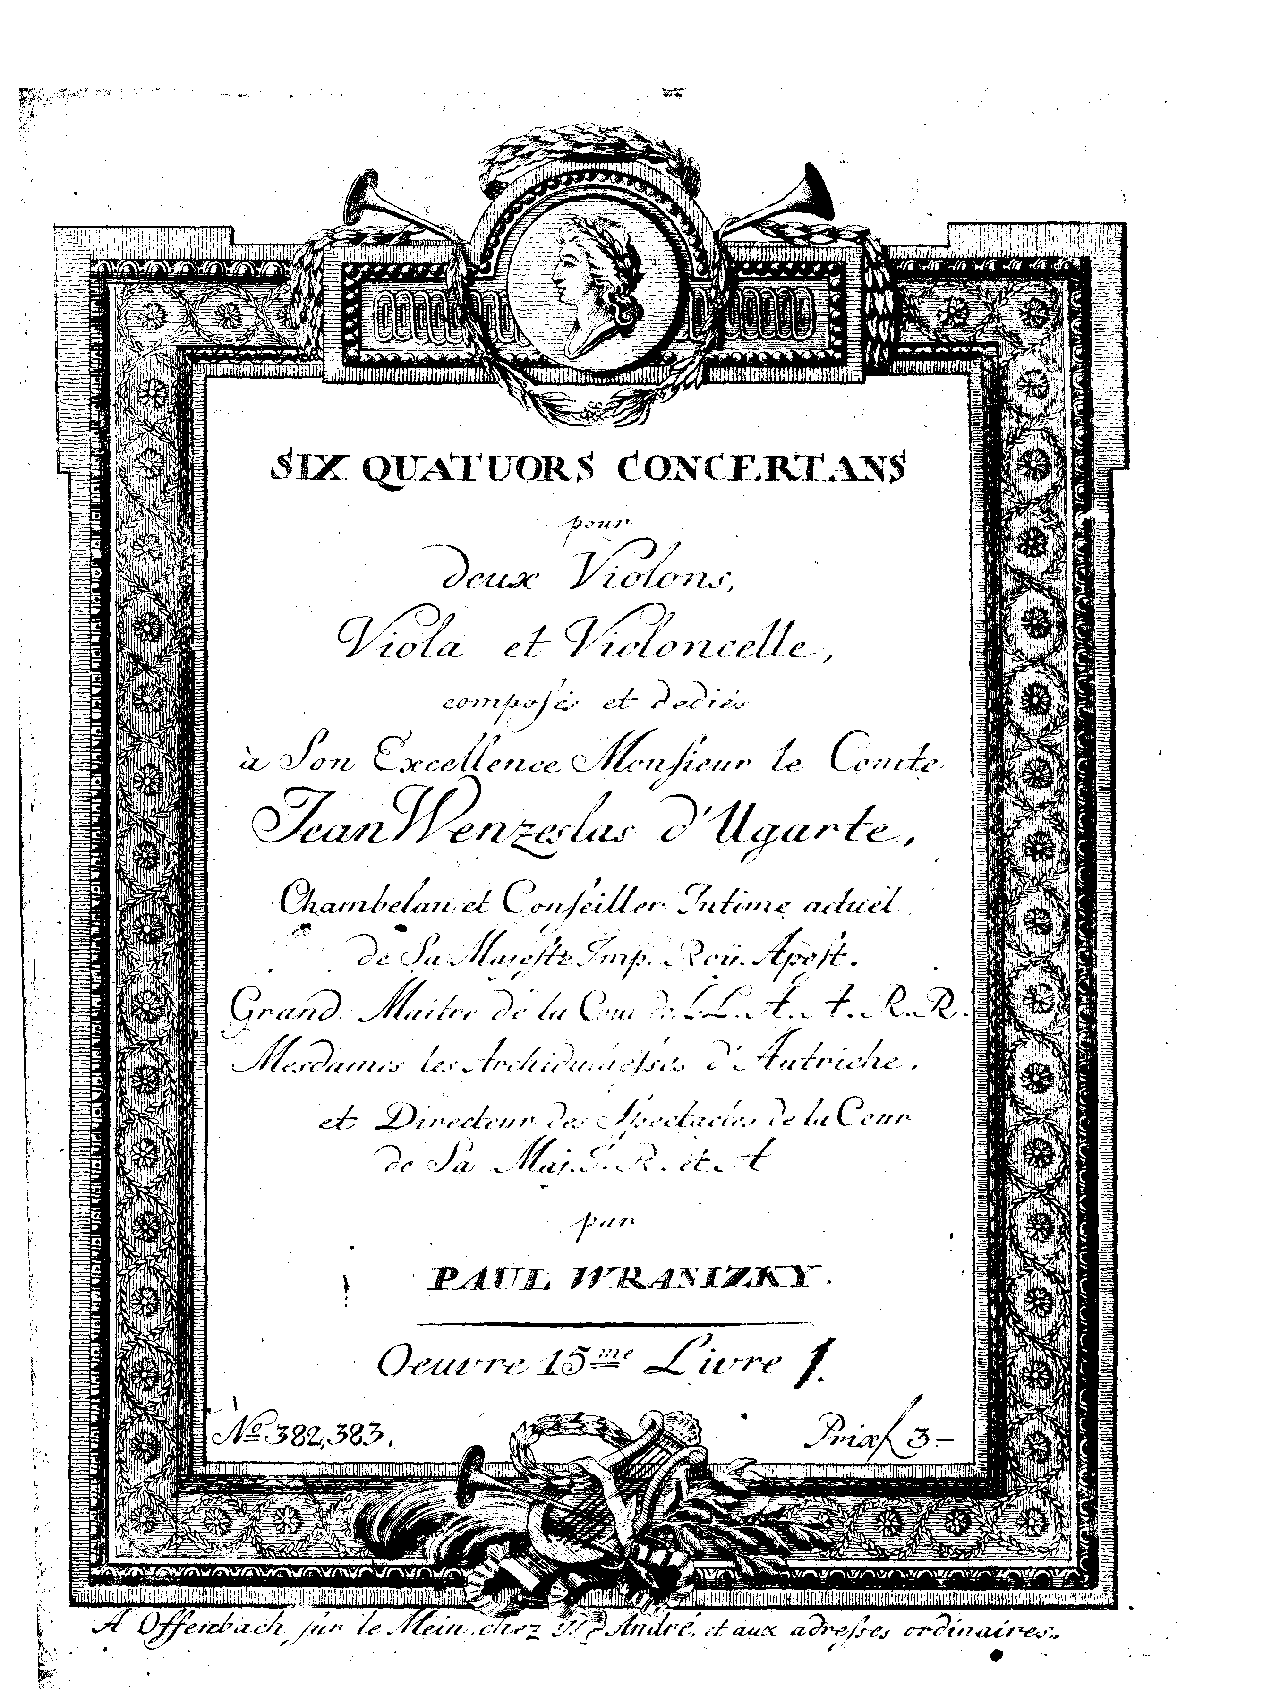 SIX QUATUORS CONCERTANS
pour
deux Violons,
Viola et Violoncelle,
composés et dediés
à Son Excellence Monsieur le Comte
Jean Wenzeslas d'Ugarte,
Chambelan et Conseiller Intime actuel
de Sa Majesté Imp. Roii. Apost.
Grand Maitre de la Cour de L.L. A. A. R. R.
Mesdames les Archiduchesses d'Autriche,
et Directeur des Spectacles de la Cour
de Sa Maj. I. R. et A
par
PAUL WRANIZKY.
Oeuvre 15me Livre 1.
No. 382,383.
Prix f 3-
A Offenbach sur le Mein, chez André, et aux adresses ordinaires.